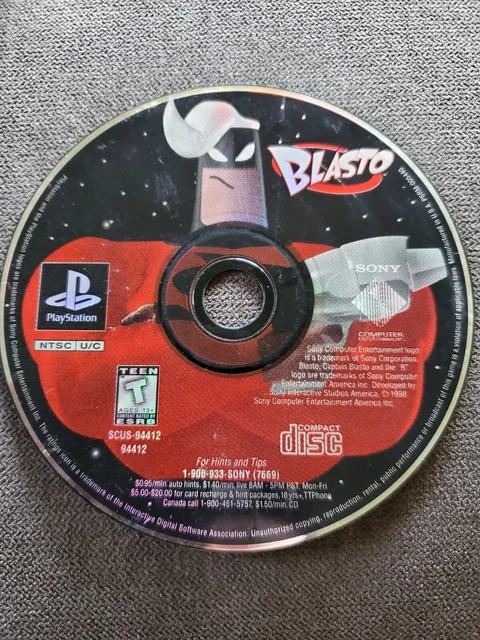 BLASTO
SONY
COMPUTER
ENTERTAINMENT
PlayStation
NTSC U/C
Sony Computer Entertainment logo
is a trademark of Sony Corporation.
Blasto, Captain Blasto and the "B"
logo are trademarks of Sony Computer
Entertainment America Inc. Developed by
Sony Interactive Studios America. © 1998
Sony Computer Entertainment America Inc.
TEEN
T
AGES 13+
CONTENT RATED BY
ESRB
SCUS-94412
94412
COMPACT
disc
For Hints and Tips
1-900-933-SONY (7669)
$0.95/min. auto hints. $1.40/min. live 8AM - 5PM PST, Mon-Fri
$5.00-$20.00 for card recharge & hint packages, 18 yrs+, TTPhone
Canada call 1-900-451-5757, $1.50/min. CD
PlayStation and the PlayStation logos are trademarks of Sony Computer Entertainment Inc. The ratings icon is a trademark of the Interactive Digital Software Association. Unauthorized copying, reproduction, rental, public performance or broadcast of this game is a violation of applicable laws. Manufactured in U.S.A.